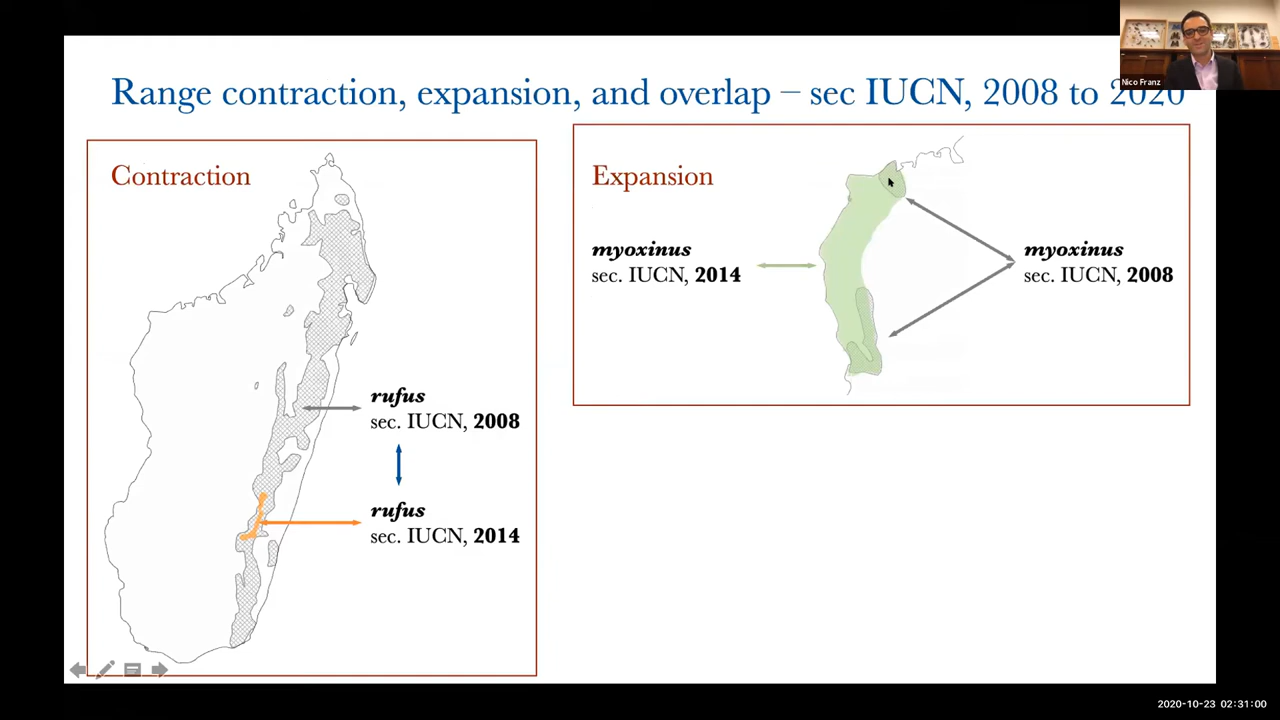 Nico Franz
Range contraction, expansion, and overlap – sec IUCN, 2008 to 2020
Contraction
rufus
sec. IUCN, 2008
rufus
sec. IUCN, 2014
Expansion
myoxinus
sec. IUCN, 2014
myoxinus
sec. IUCN, 2008
2020-10-23 02:31:00